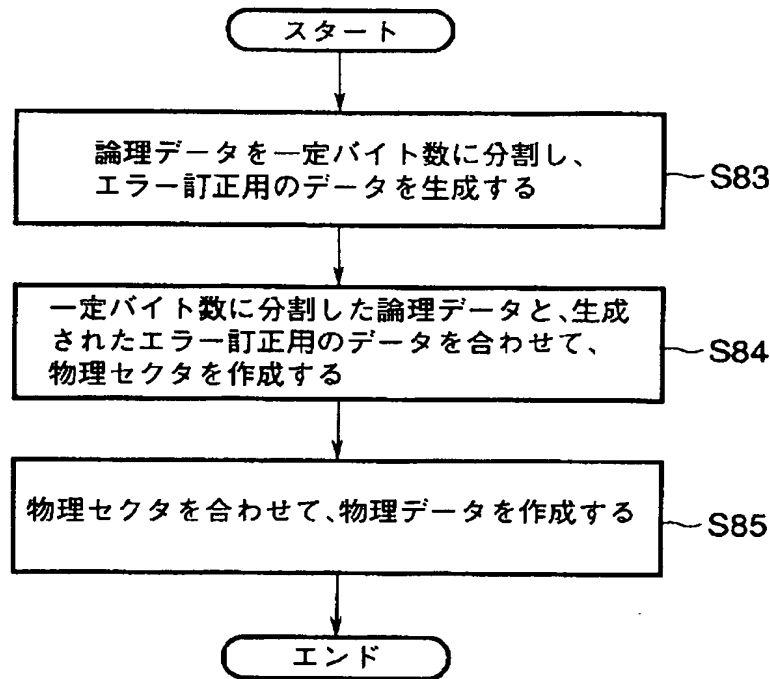 スタート
論理データを一定バイト数に分割し、
エラー訂正用のデータを生成する
S83
一定バイト数に分割した論理データと、生成
されたエラー訂正用のデータを合わせて、
物理セクタを作成する
S84
物理セクタを合わせて、物理データを作成する
S85
エンド